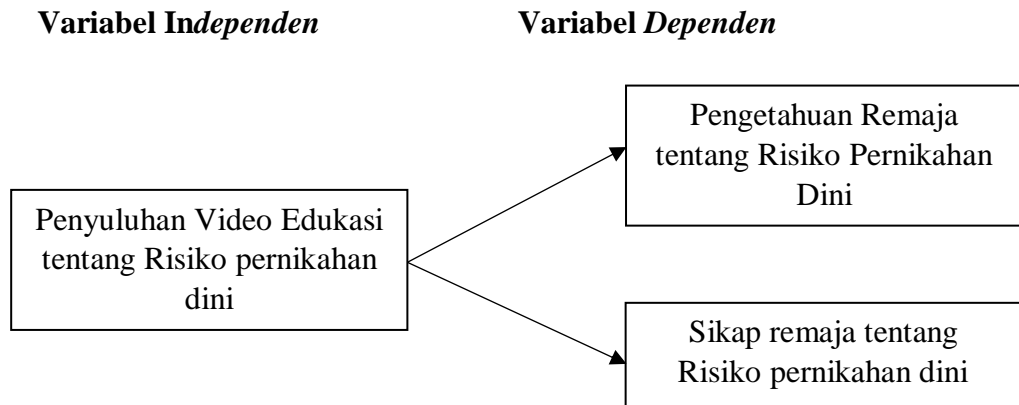 Variabel Independen
Variabel Dependen
Penyuluhan Video Edukasi
tentang Risiko pernikahan
dini
Pengetahuan Remaja
tentang Risiko Pernikahan
Dini
Sikap remaja tentang
Risiko pernikahan dini